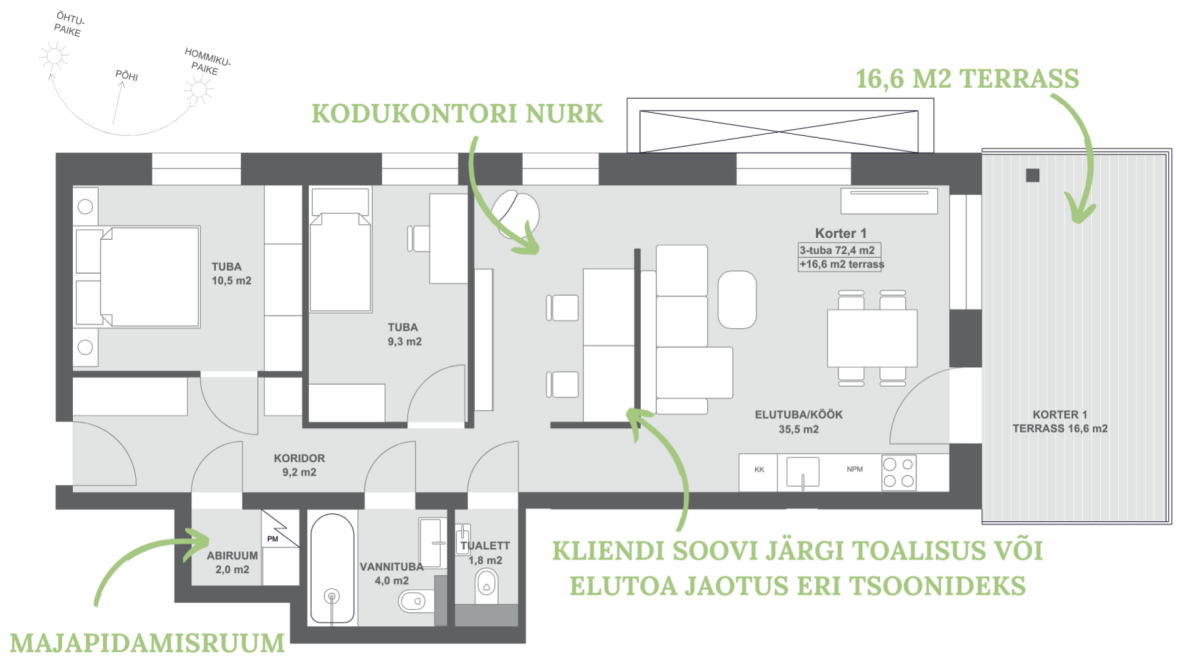 ÕHTU-
PAIKE
PÕHI
HOMMIKU-
PAIKE
KODUKONTORI NURK
16,6 M2 TERRASS
TUBA
10,5 m2
TUBA
9,3 m2
Korter 1
3-tuba 72,4 m2
+16,6 m2 terrass
ELUTUBA/KÖÖK
35,5 m2
KORTER 1
TERRASS 16,6 m2
KORIDOR
9,2 m2
KK
NPM
PM
ABIRUUM
2,0 m2
VANNITUBA
4,0 m2
TUALETT
1,8 m2
KLIENDI SOOVI JÄRGI TOALISUS VÕI
ELUTOA JAOTUS ERI TSOONIDEKS
MAJAPIDAMISRUUM